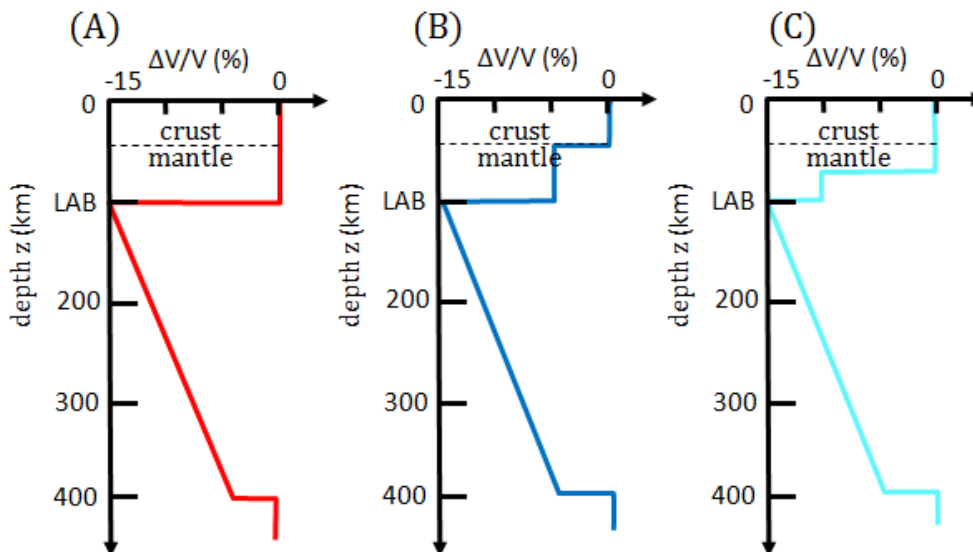 (A)
ΔV/V (%)
-15 0
0
crust
mantle
LAB
200
300
400
depth z (km)
(B)
ΔV/V (%)
-15 0
0
crust
mantle
LAB
200
300
400
depth z (km)
(C)
ΔV/V (%)
-15 0
0
crust
mantle
LAB
200
300
400
depth z (km)